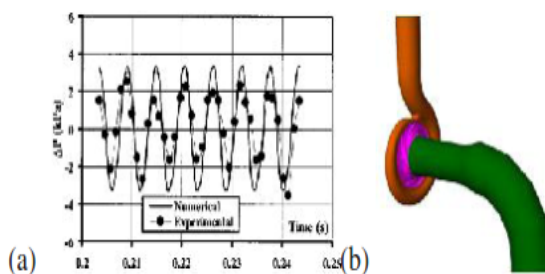 6
4
2
0
-2
-4
-6
ΔP (kPa)
Numerical
Experimental
Time (s)
0.2
0.21
0.22
0.23
0.24
0.25
(a)
(b)